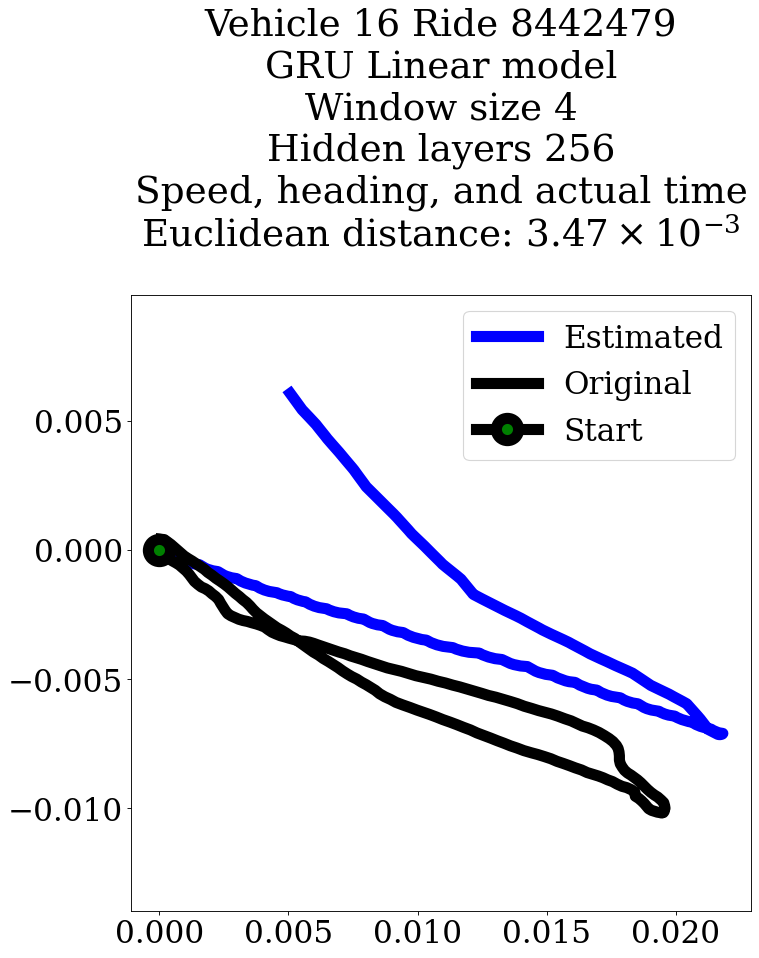 Vehicle 16 Ride 8442479
GRU Linear model
Window size 4
Hidden layers 256
Speed, heading, and actual time
Euclidean distance: 3.47 × 10⁻³
Estimated
Original
Start
0.005
0.000
−0.005
−0.010
0.000 0.005 0.010 0.015 0.020